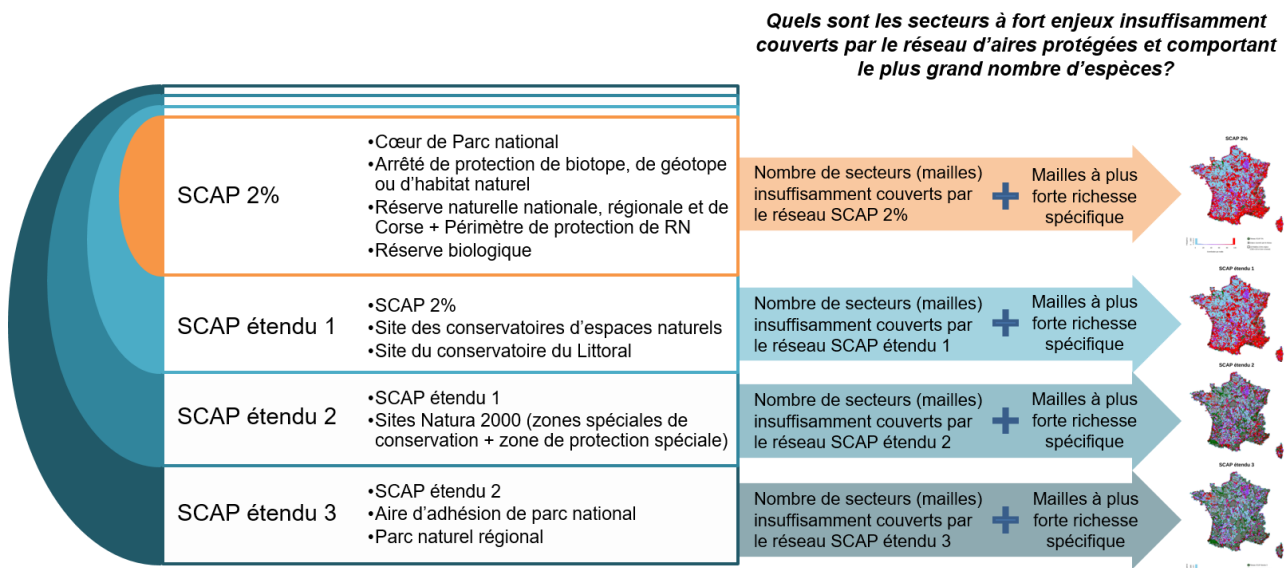 Quels sont les secteurs à fort enjeux insuffisamment
couverts par le réseau d'aires protégées et comportant
le plus grand nombre d'espèces?
SCAP 2%
•Cœur de Parc national
•Arrêté de protection de biotope, de géotope
ou d'habitat naturel
•Réserve naturelle nationale, régionale et de
Corse + Périmètre de protection de RN
•Réserve biologique
Nombre de secteurs (mailles)
insuffisamment couverts par
le réseau SCAP 2%
Mailles à plus
forte richesse
spécifique
SCAP 2%
SCAP étendu 1
•SCAP 2%
•Site des conservatoires d'espaces naturels
•Site du conservatoire du Littoral
Nombre de secteurs (mailles)
insuffisamment couverts par
le réseau SCAP étendu 1
Mailles à plus
forte richesse
spécifique
SCAP étendu 1
SCAP étendu 2
•SCAP étendu 1
•Sites Natura 2000 (zones spéciales de
conservation + zone de protection spéciale)
Nombre de secteurs (mailles)
insuffisamment couverts par
le réseau SCAP étendu 2
Mailles à plus
forte richesse
spécifique
SCAP étendu 2
SCAP étendu 3
•SCAP étendu 2
•Aire d'adhésion de parc national
•Parc naturel régional
Nombre de secteurs (mailles)
insuffisamment couverts par
le réseau SCAP étendu 3
Mailles à plus
forte richesse
spécifique
SCAP étendu 3